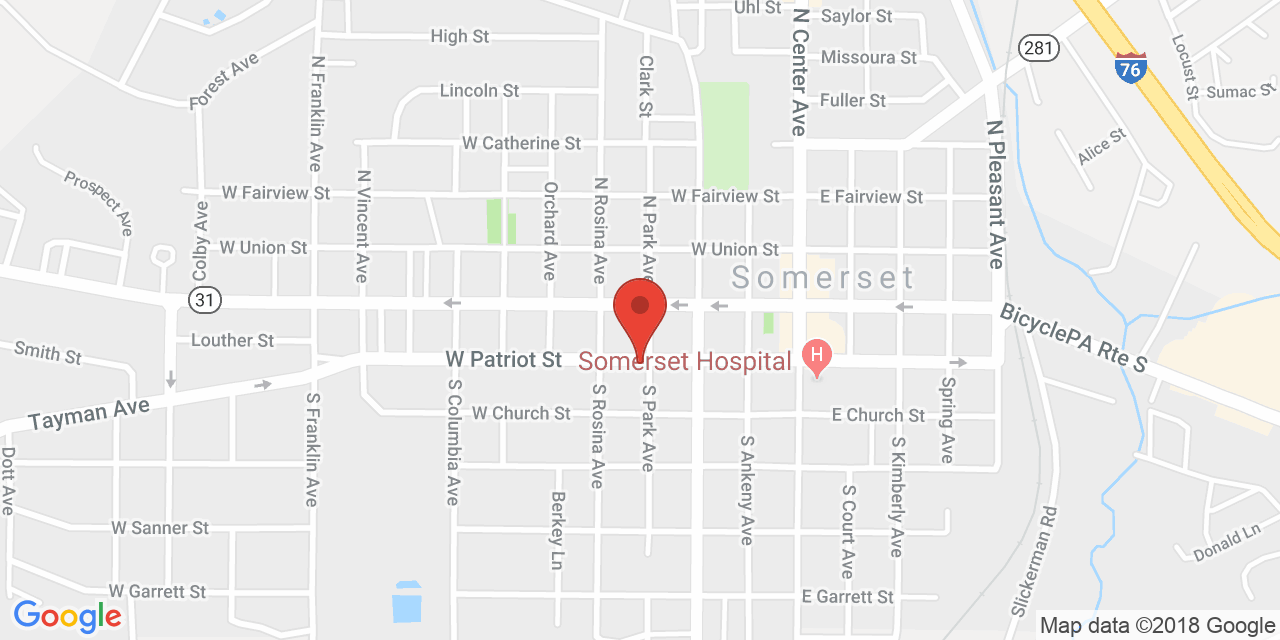 Uhl St
Saylor St
High St
N Center Ave
281
76
Locust St
Missoura St
Forest Ave
N Franklin Ave
Clark St
Lincoln St
Fuller St
Sumac St
N Pleasant Ave
Alice St
W Catherine St
Prospect Ave
W Fairview St
N Vincent Ave
Orchard Ave
N Rosina Ave
N Park Ave
W Fairview St
E Fairview St
Colby Ave
W Union St
W Union St
Somerset
31
BicyclePA Rte S
Louther St
Smith St
W Patriot St
Somerset Hospital
H
Tayman Ave
S Franklin Ave
S Columbia Ave
W Church St
S Rosina Ave
S Park Ave
E Church St
Spring Ave
Dott Ave
S Ankeny Ave
S Kimberly Ave
W Sanner St
Berkey Ln
S Court Ave
Slickerman Rd
Donald Ln
W Garrett St
E Garrett St
Google
Map data ©2018 Google